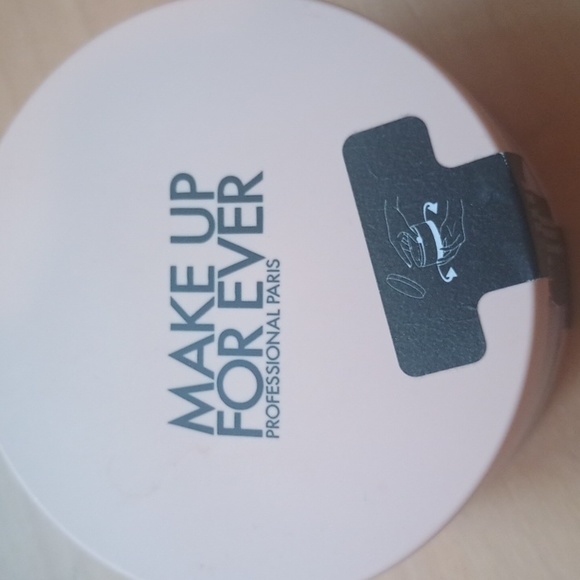 MAKE UP
FOR EVER
PROFESSIONAL PARIS